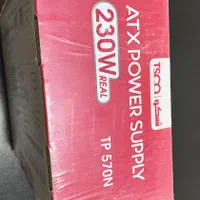 TSCO
تسکو
ATX POWER SUPPLY
230W
REAL
TP 570N